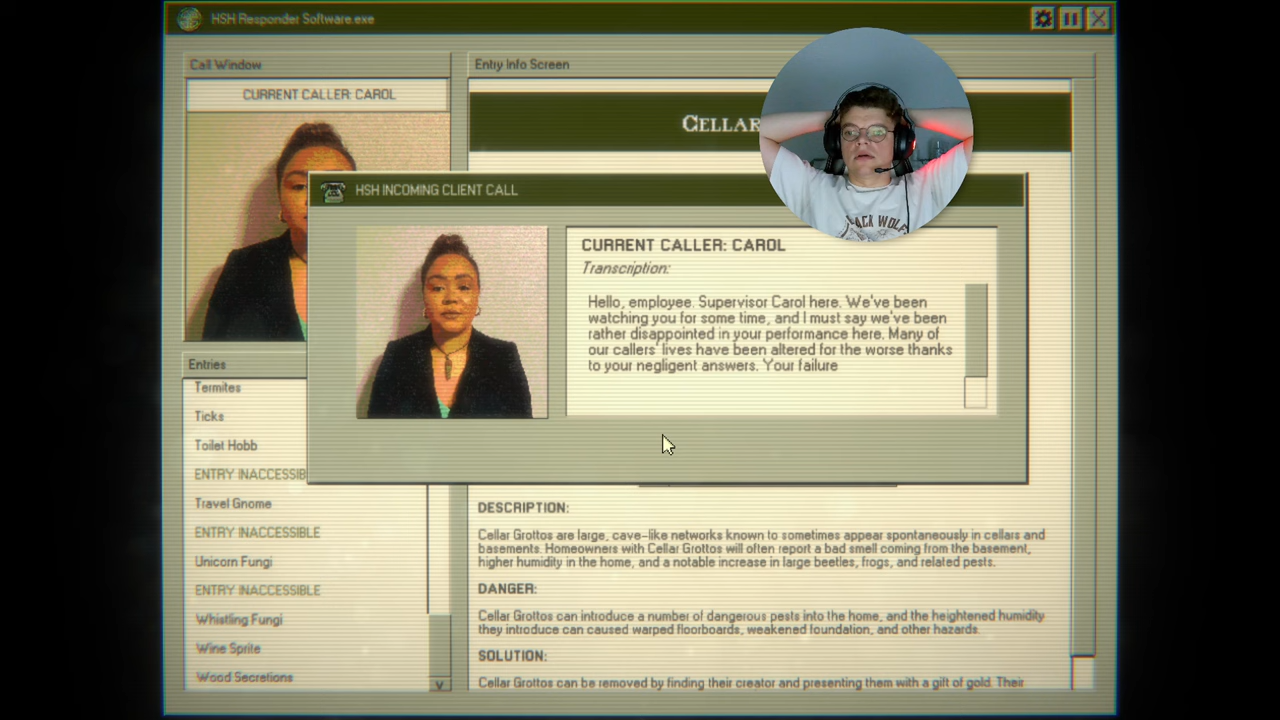 HSH Responder Software.exe
Call Window
CURRENT CALLER: CAROL
Entry Info Screen
CELLAR
HSH INCOMING CLIENT CALL
CURRENT CALLER: CAROL
Transcription:
Hello, employee. Supervisor Carol here. We've been
watching you for some time, and I must say we've been
rather disappointed in your performance here. Many of
our callers' lives have been altered for the worse thanks
to your negligent answers. Your failure
Entries
Termites
Ticks
Toilet Hobb
ENTRY INACCESSIB
Travel Gnome
ENTRY INACCESSIBLE
Unicorn Fungi
ENTRY INACCESSIBLE
Whistling Fungi
Wine Sprite
Wood Secretions
DESCRIPTION:
Cellar Grottos are large, cave-like networks known to sometimes appear spontaneously in cellars and
basements. Homeowners with Cellar Grottos will often report a bad smell coming from the basement,
higher humidity in the home, and a notable increase in large beetles, frogs, and related pests.
DANGER:
Cellar Grottos can introduce a number of dangerous pests into the home, and the heightened humidity
they introduce can caused warped floorboards, weakened foundation, and other hazards.
SOLUTION:
Cellar Grottos can be removed by finding their creator and presenting them with a gift of gold. Their